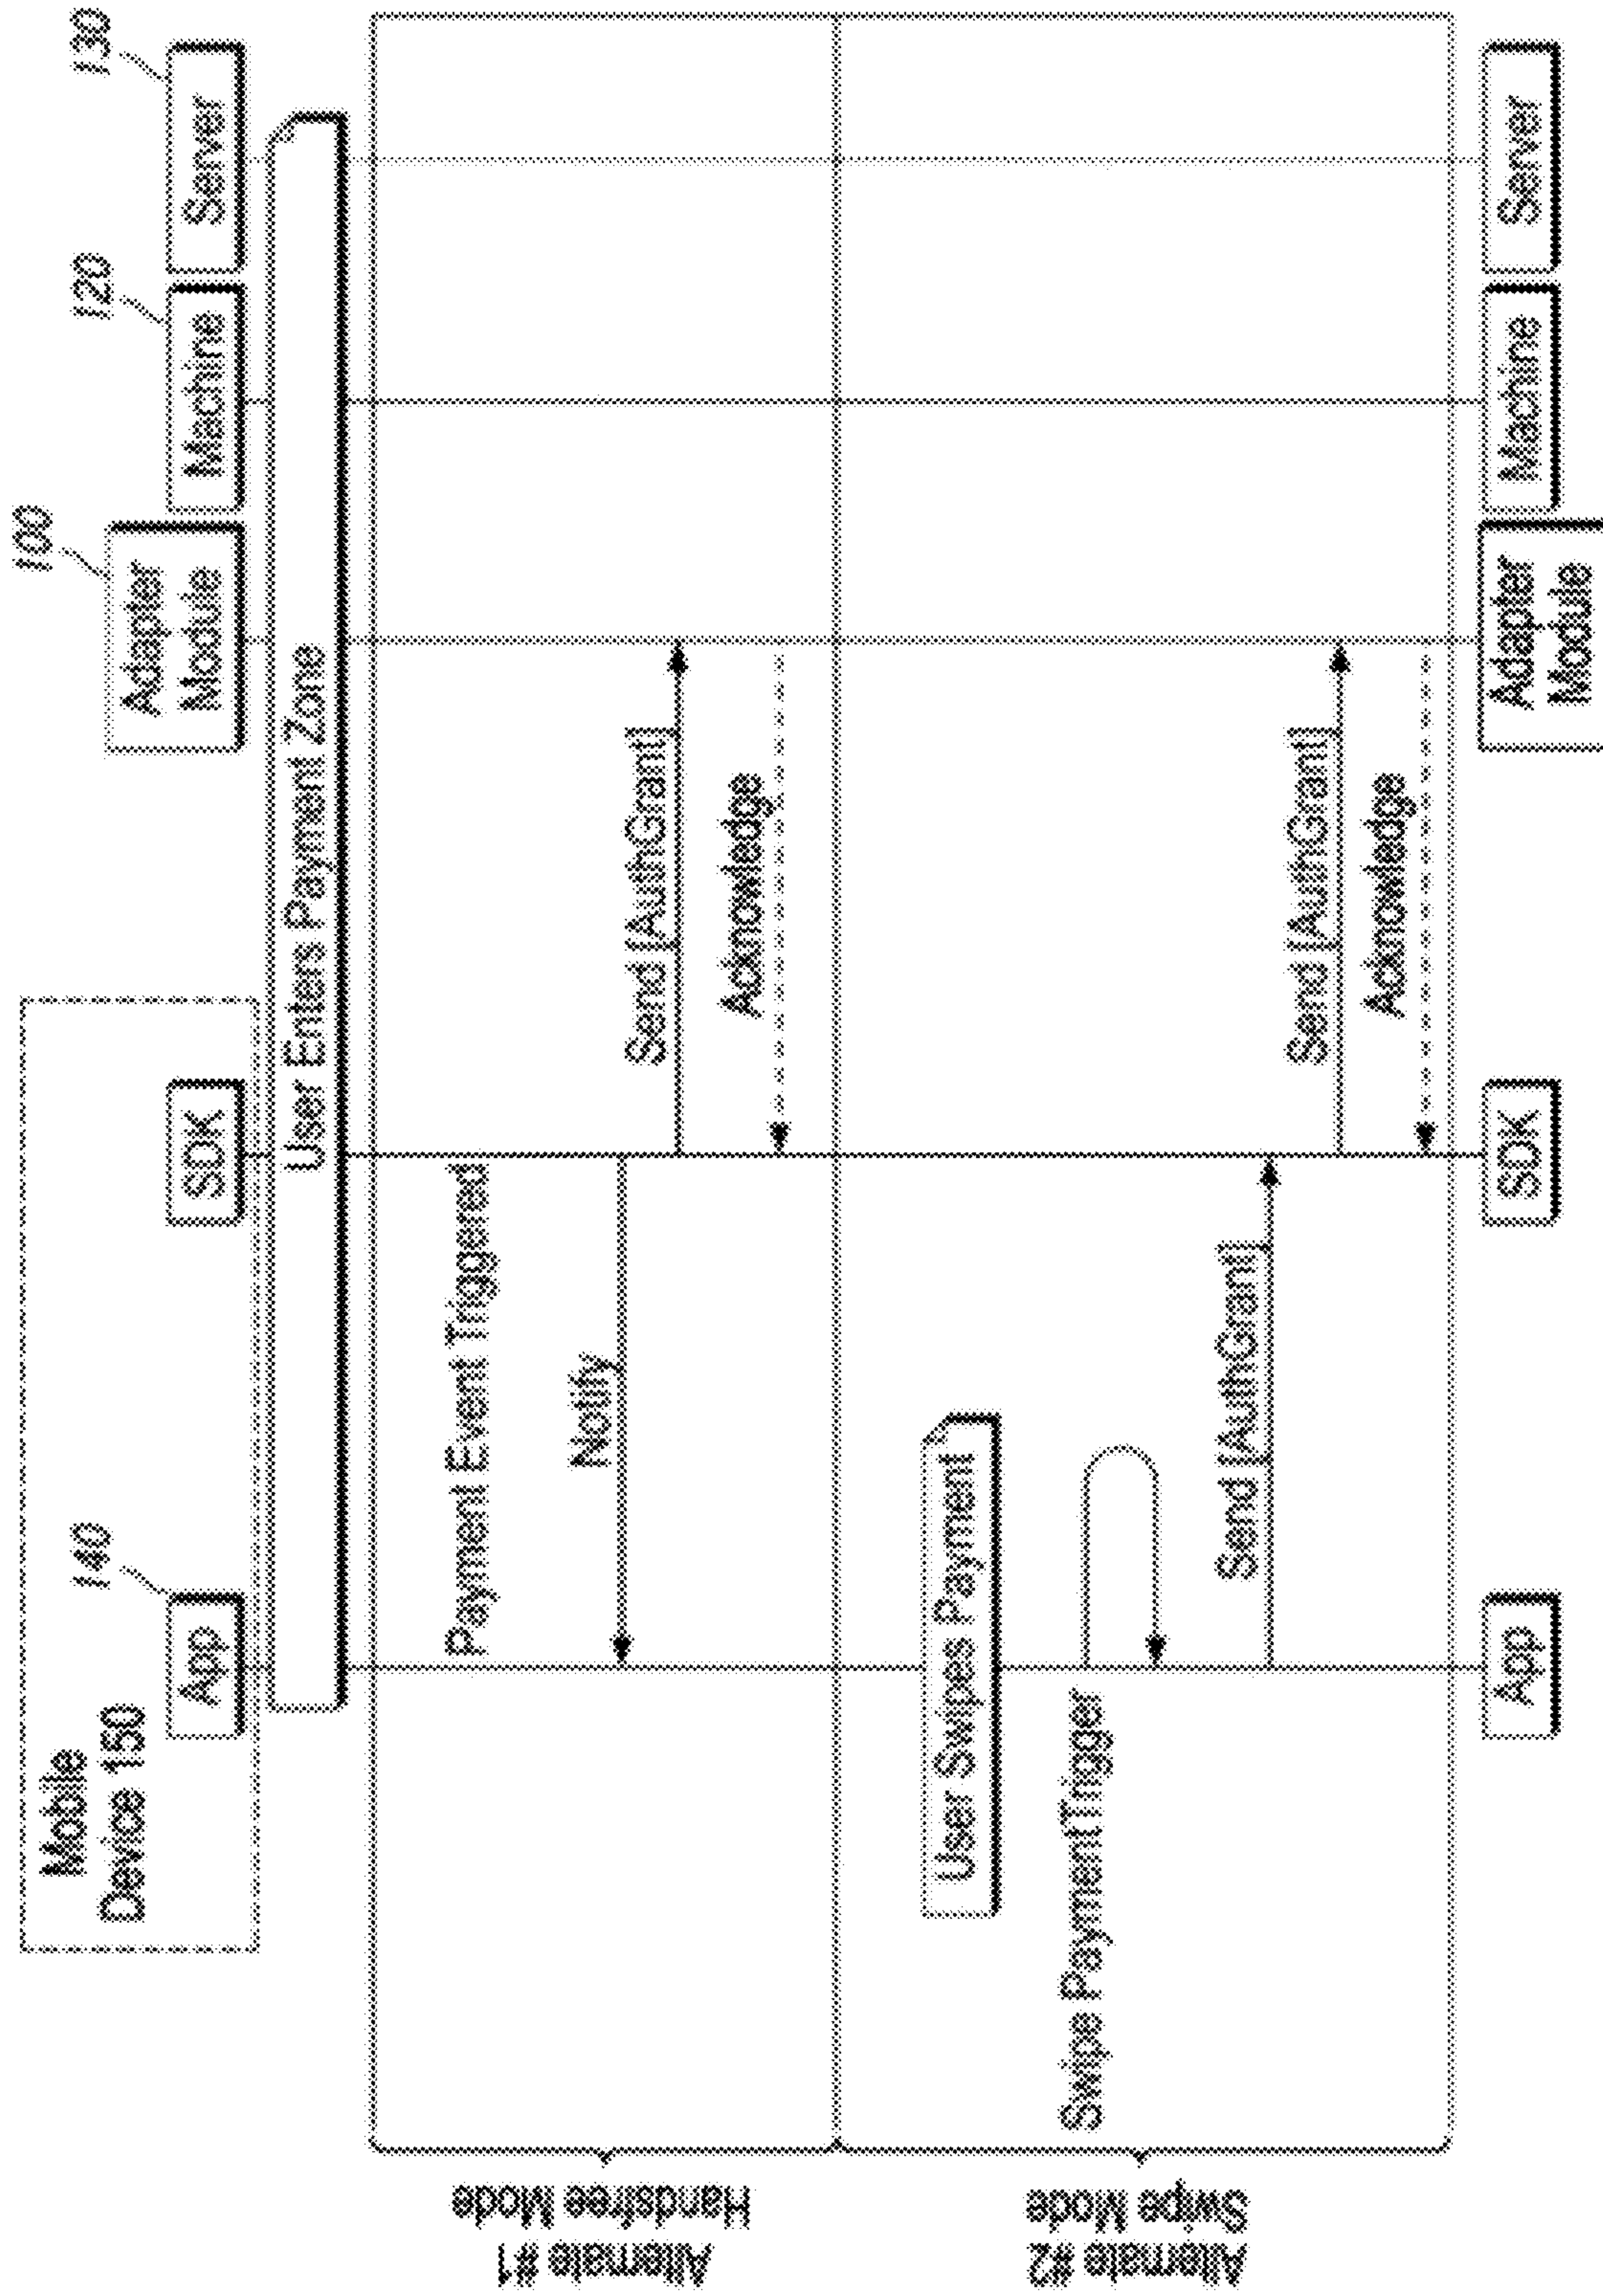 Mobile
Device 150
140
100
120
130
App
SDK
Adapter
Module
Machine
Server
User Enters Payment Zone
Alternate #1
Handsfree Mode
Payment Event Triggered
Notify
Send [AuthGrant]
Acknowledge
Alternate #2
Swipe Mode
User Swipes Payment
Swipe PaymentTrigger
Send [AuthGrant]
Send [AuthGrant]
Acknowledge
App
SDK
Adapter
Module
Machine
Server